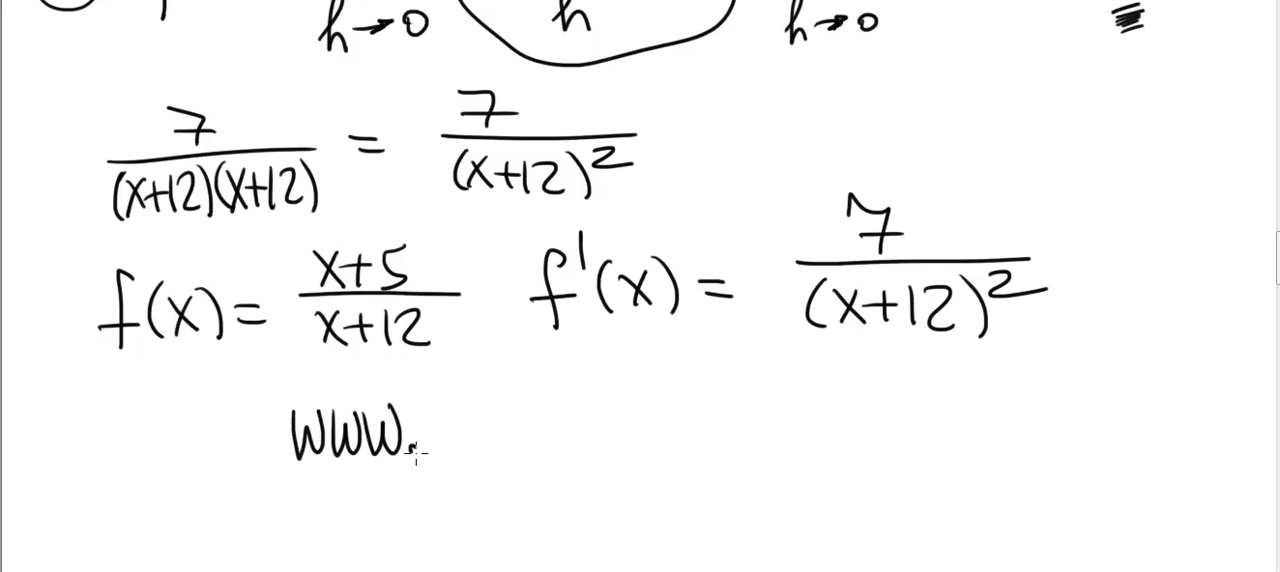 h→0 h h→0
7/((x+12)(x+12)) = 7/(x+12)²
f(x) = (x+5)/(x+12) f'(x) = 7/(x+12)²
www.